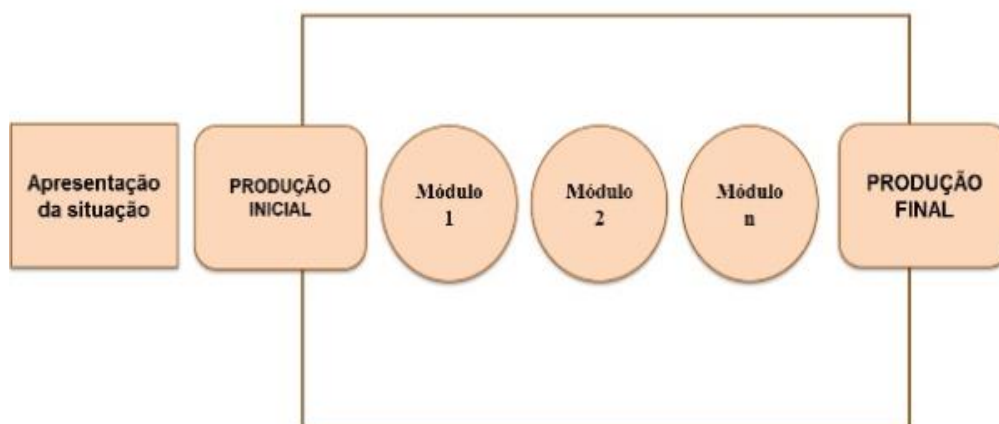 Apresentação
da situação
PRODUÇÃO
INICIAL
Módulo
1
Módulo
2
Módulo
n
PRODUÇÃO
FINAL